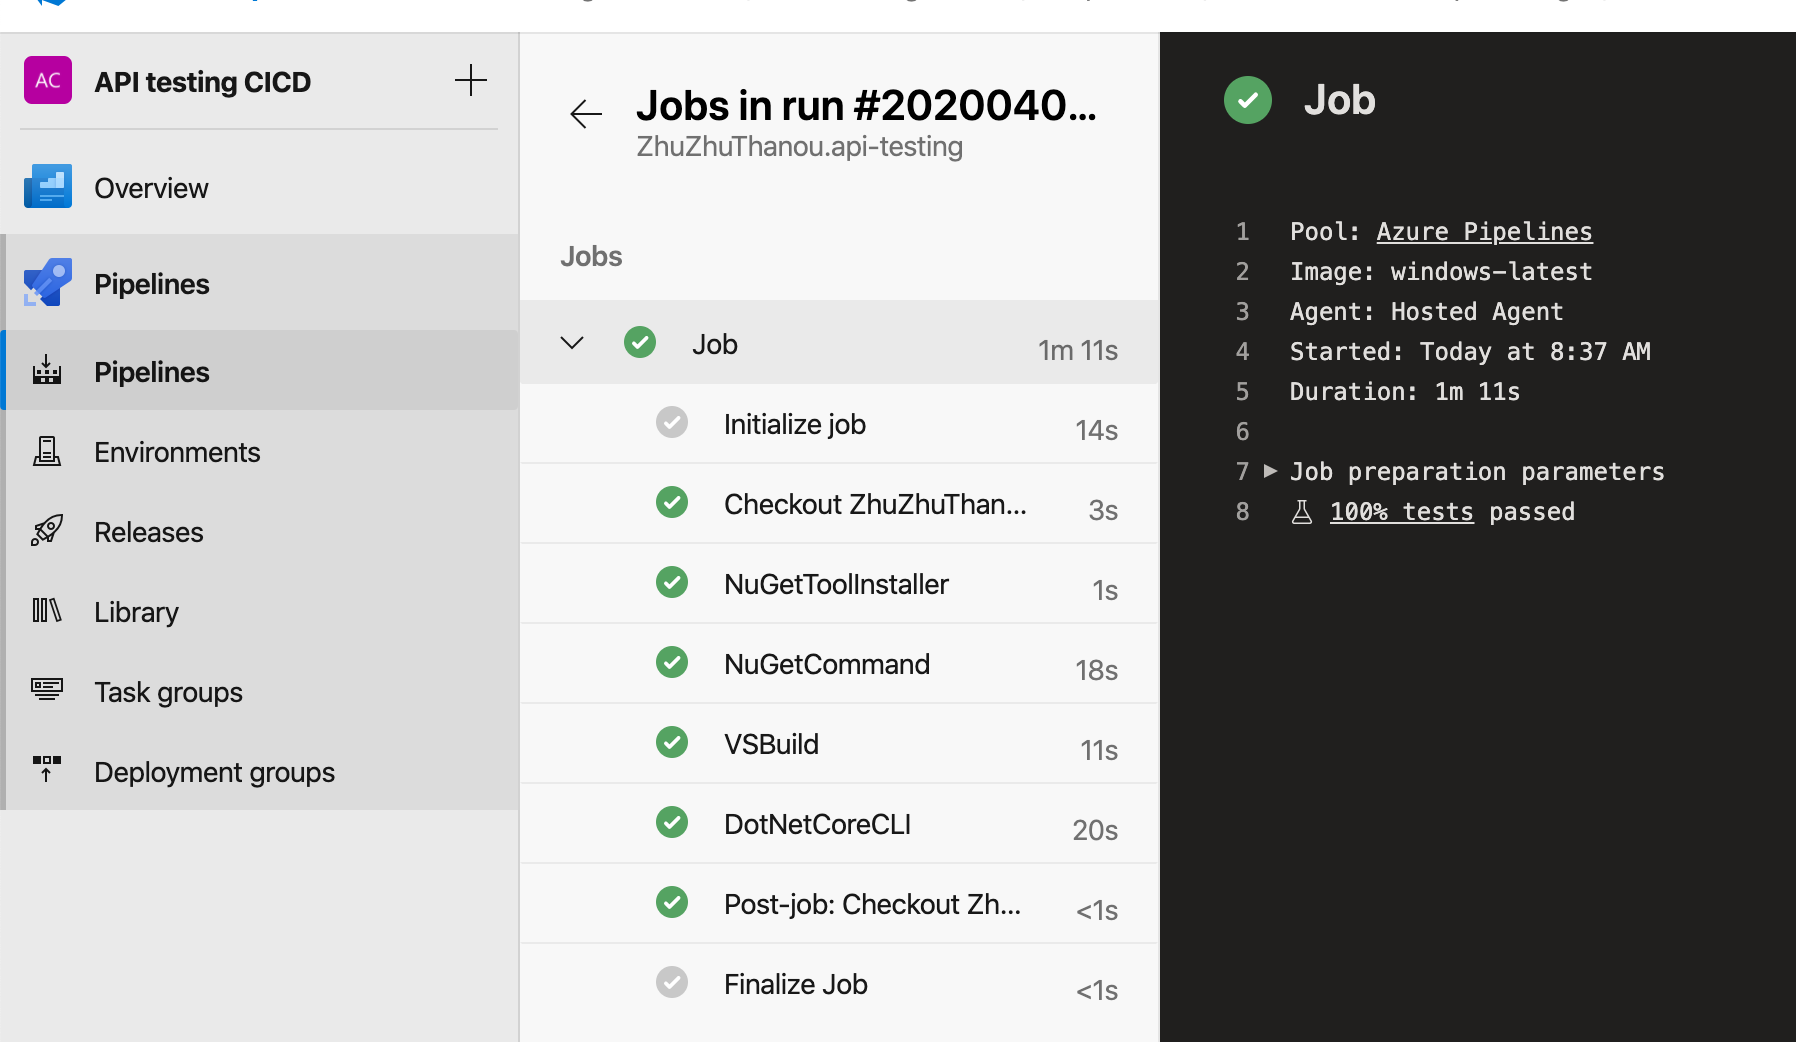 AC
API testing CICD
Overview
Pipelines
Pipelines
Environments
Releases
Library
Task groups
Deployment groups
Jobs in run #2020040...
ZhuZhuThanou.api-testing
Jobs
Job 1m 11s
Initialize job 14s
Checkout ZhuZhuThan... 3s
NuGetToolInstaller 1s
NuGetCommand 18s
VSBuild 11s
DotNetCoreCLI 20s
Post-job: Checkout Zh... <1s
Finalize Job <1s
Job
1 Pool: Azure Pipelines
2 Image: windows-latest
3 Agent: Hosted Agent
4 Started: Today at 8:37 AM
5 Duration: 1m 11s
6
7 Job preparation parameters
8 100% tests passed